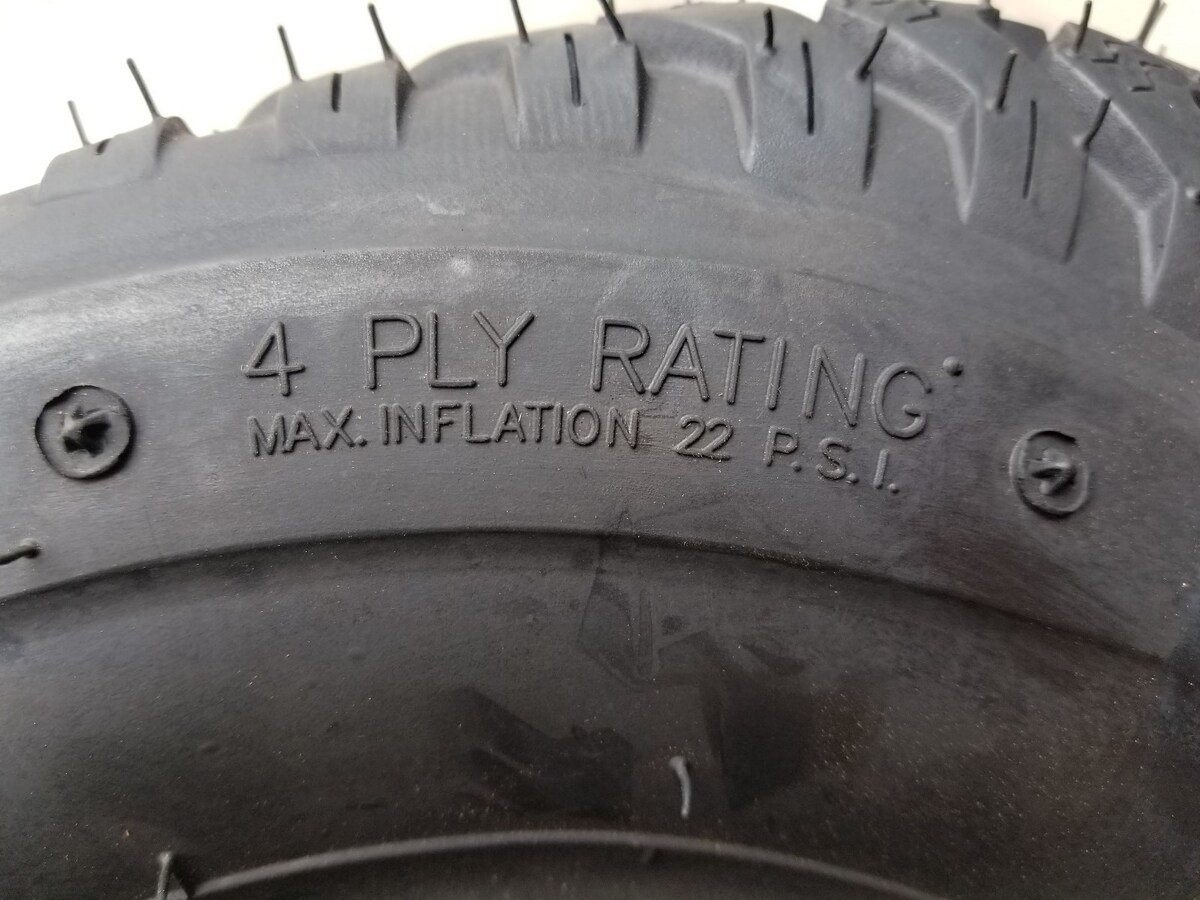 4 PLY RATING
MAX. INFLATION 22 P.S.I.